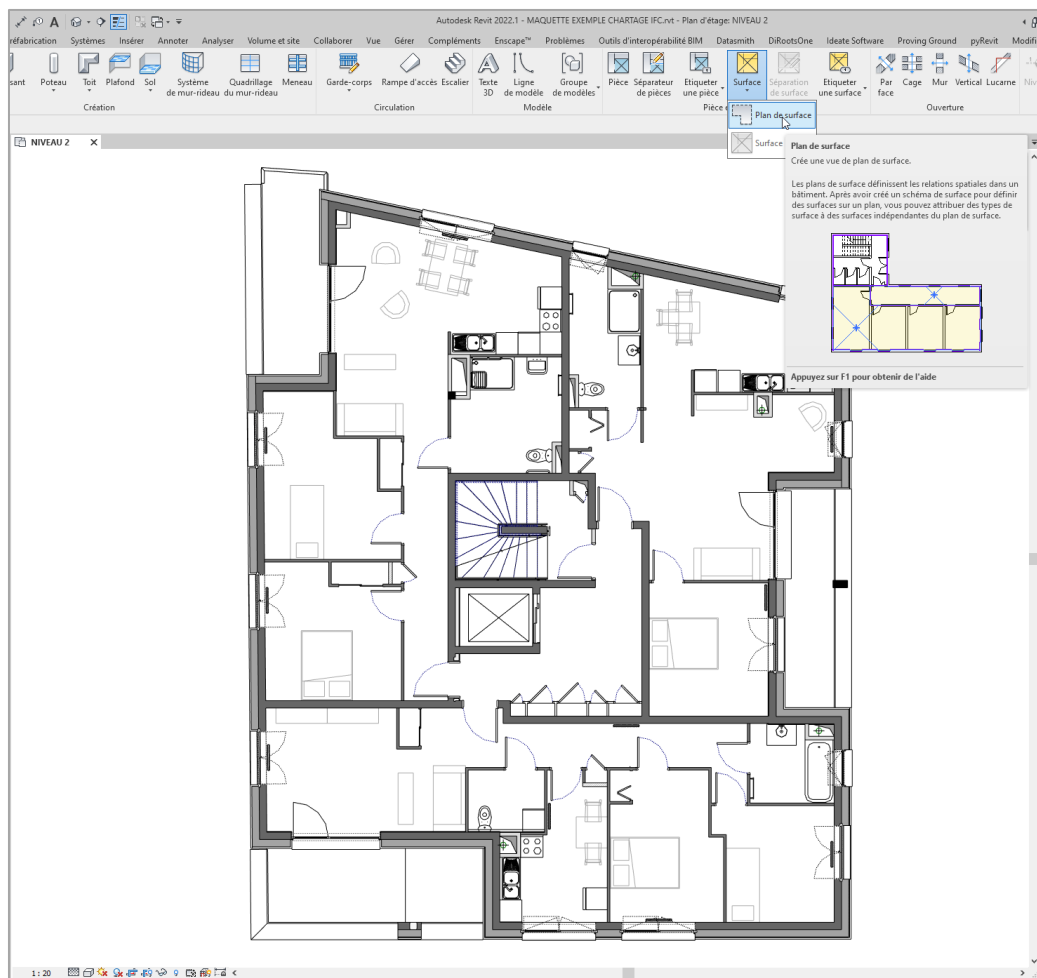 A
Autodesk Revit 2022.1 - MAQUETTE EXEMPLE CHARTAGE IFC.rvt - Plan d'étage: NIVEAU 2
réfabrication Systèmes Insérer Annoter Analyser Volume et site Collaborer Vue Gérer Compléments Enscape™ Problèmes Outils d'interopérabilité BIM Datasmith DiRootsOne Ideate Software Proving Ground pyRevit Modifi
sant Poteau Toit Plafond Sol Système Quadrillage Meneau Garde-corps Rampe d'accès Escalier Texte Ligne Groupe Pièce Séparateur Etiqueter Surface Séparation Etiqueter Par Cage Mur Vertical Lucarne Niv
de mur-rideau du mur-rideau 3D de modèle de modèles de pièces une pièce de surface une surface face
Création Circulation Modèle Pièce e Ouverture
Plan de surface
Surface
NIVEAU 2 X
Plan de surface
Crée une vue de plan de surface.
Les plans de surface définissent les relations spatiales dans un
bâtiment. Après avoir créé un schéma de surface pour définir
des surfaces sur un plan, vous pouvez attribuer des types de
surface à des surfaces indépendantes du plan de surface.
Appuyez sur F1 pour obtenir de l'aide
1 : 20